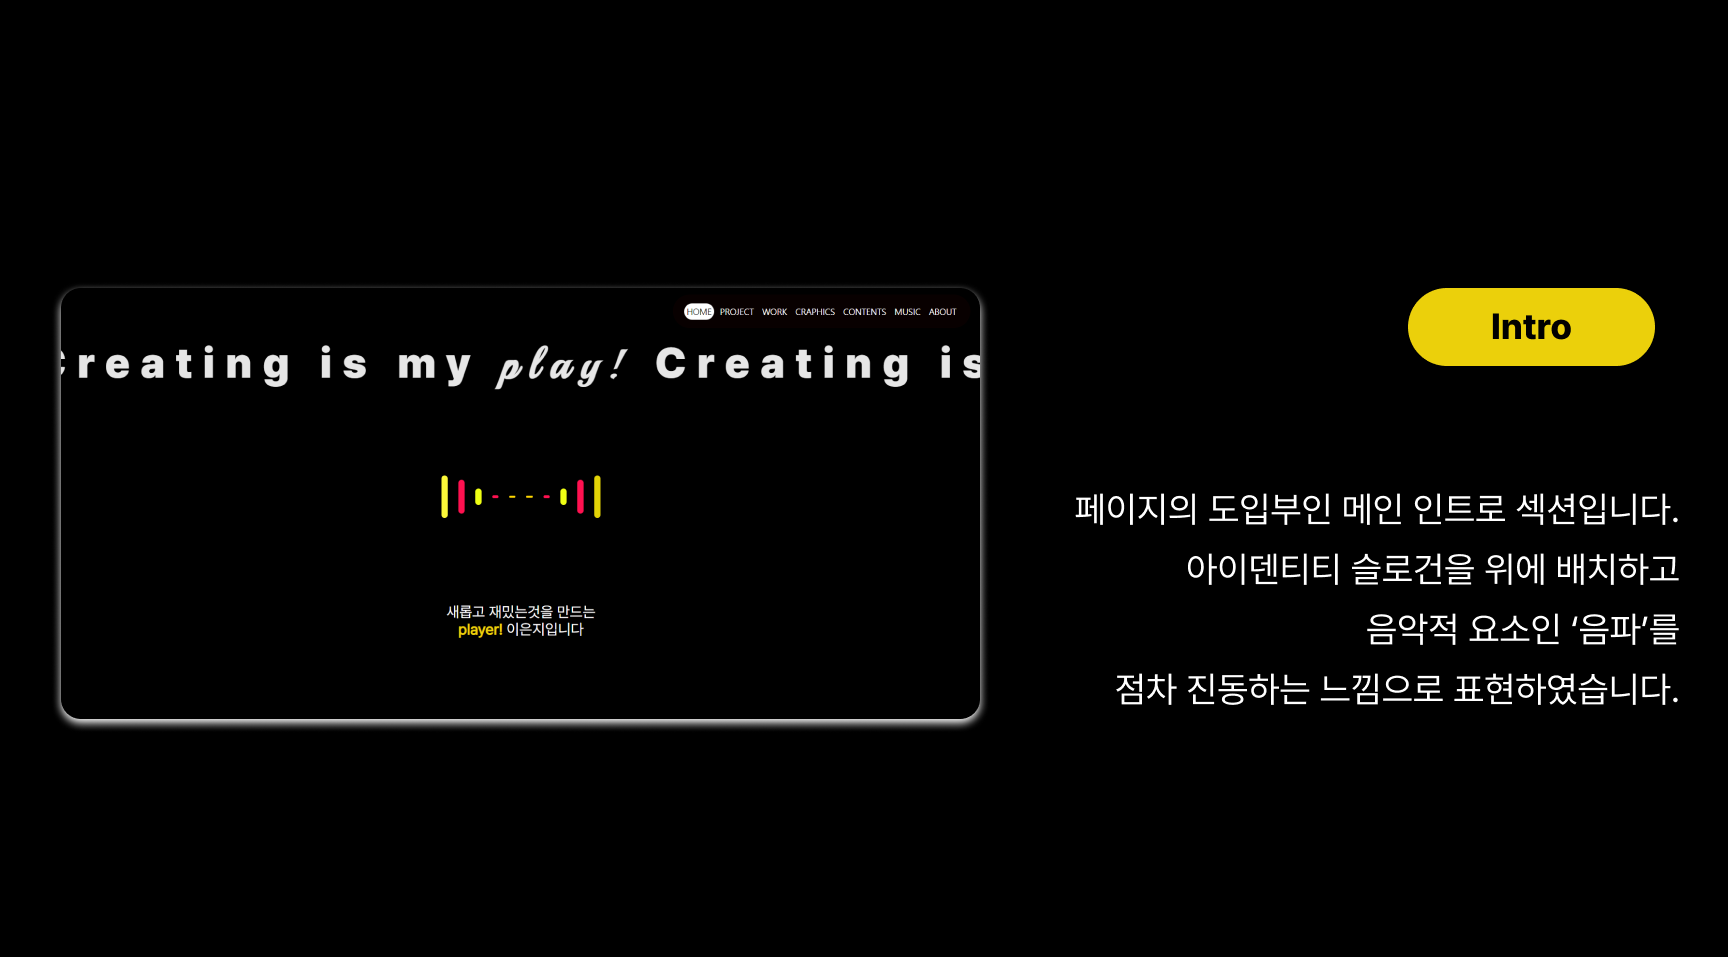 HOME PROJECT WORK CRAPHICS CONTENTS MUSIC ABOUT
Creating is my play! Creating is
새롭고 재밌는것을 만드는
player! 이은지입니다
Intro
페이지의 도입부인 메인 인트로 섹션입니다.
아이덴티티 슬로건을 위에 배치하고
음악적 요소인 ‘음파’를
점차 진동하는 느낌으로 표현하였습니다.